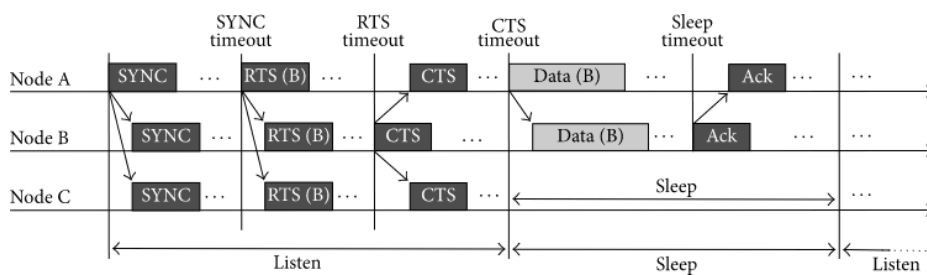 SYNC timeout
RTS timeout
CTS timeout
Sleep timeout
Node A
SYNC
...
RTS (B)
...
CTS
...
Data (B)
...
Ack
...
...
Node B
SYNC
...
RTS (B)
...
CTS
...
Data (B)
...
Ack
...
...
Node C
SYNC
...
RTS (B)
...
CTS
...
Sleep
...
Listen
Sleep
Listen